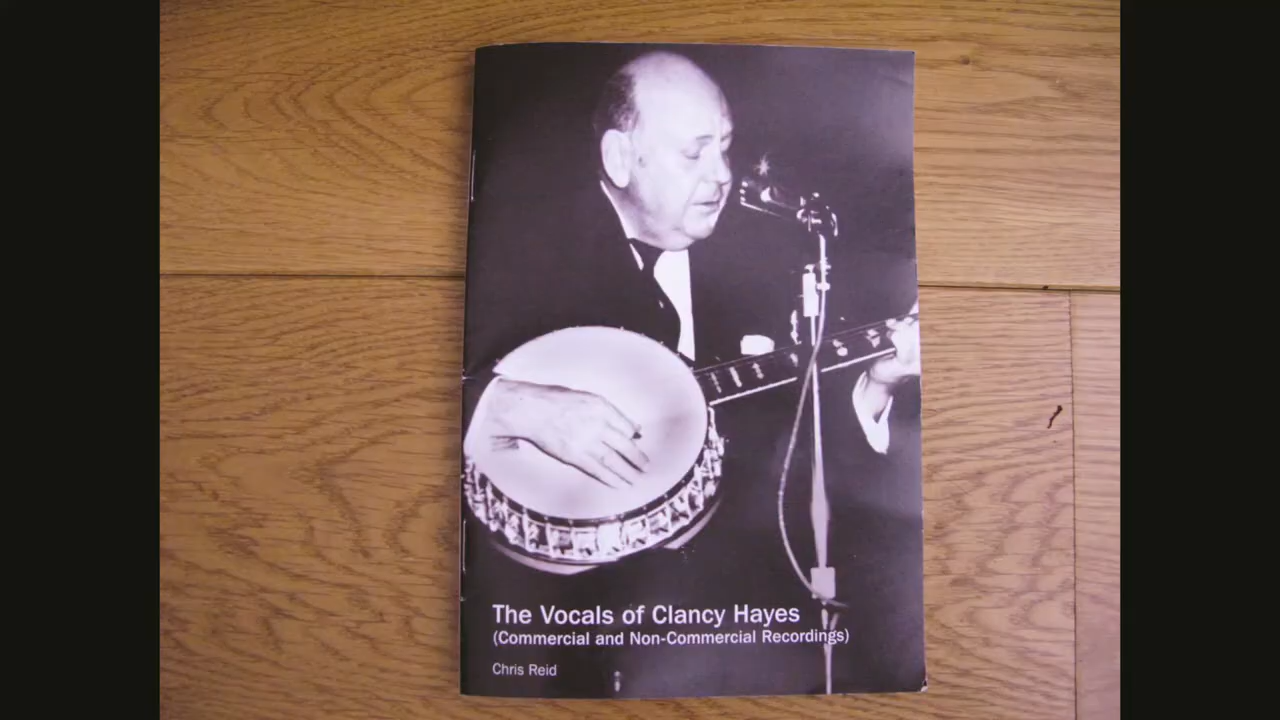 The Vocals of Clancy Hayes
(Commercial and Non-Commercial Recordings)
Chris Reid